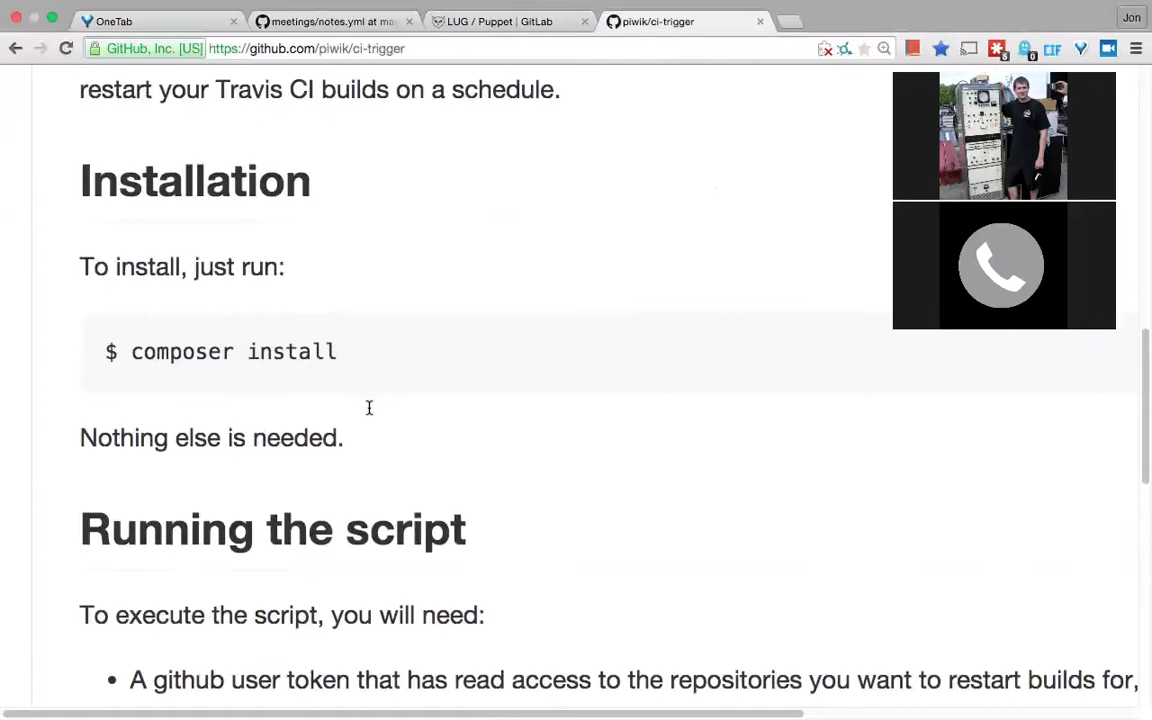 OneTab
meetings/notes.yml at ma
LUG / Puppet | GitLab
piwik/ci-trigger
Jon
GitHub, Inc. [US]
https://github.com/piwik/ci-trigger
CIF
restart your Travis CI builds on a schedule.
Installation
To install, just run:
$ composer install
Nothing else is needed.
Running the script
To execute the script, you will need:
• A github user token that has read access to the repositories you want to restart builds for,